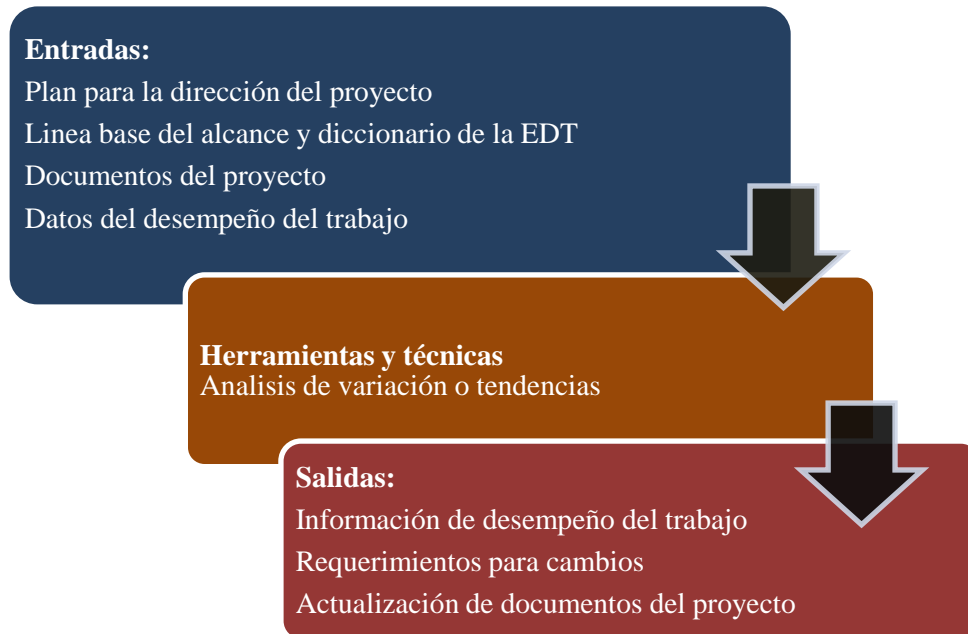 Entradas:
Plan para la dirección del proyecto
Linea base del alcance y diccionario de la EDT
Documentos del proyecto
Datos del desempeño del trabajo
Herramientas y técnicas
Analisis de variación o tendencias
Salidas:
Información de desempeño del trabajo
Requerimientos para cambios
Actualización de documentos del proyecto